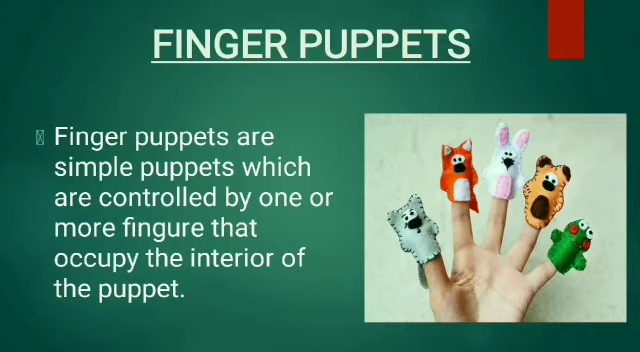 FINGER PUPPETS
Finger puppets are
simple puppets which
are controlled by one or
more fingure that
occupy the interior of
the puppet.